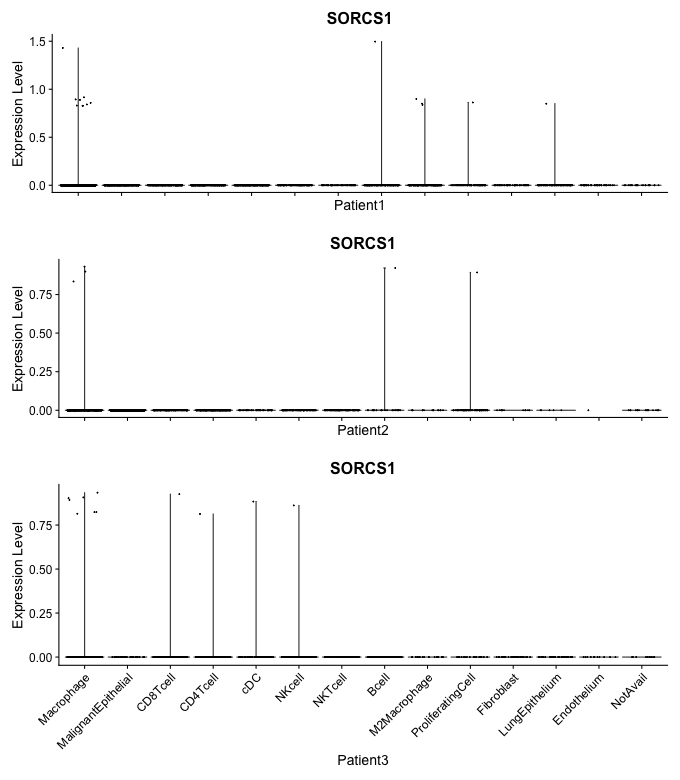 SORCS1
Expression Level
1.5
1.0
0.5
0.0
Patient1
SORCS1
Expression Level
0.75
0.50
0.25
0.00
Patient2
SORCS1
Expression Level
0.75
0.50
0.25
0.00
Macrophage
MalignantEpithelial
CD8Tcell
CD4Tcell
cDC
NKcell
NKTcell
Bcell
M2Macrophage
ProliferatingCell
Fibroblast
LungEpithelium
Endothelium
NotAvail
Patient3